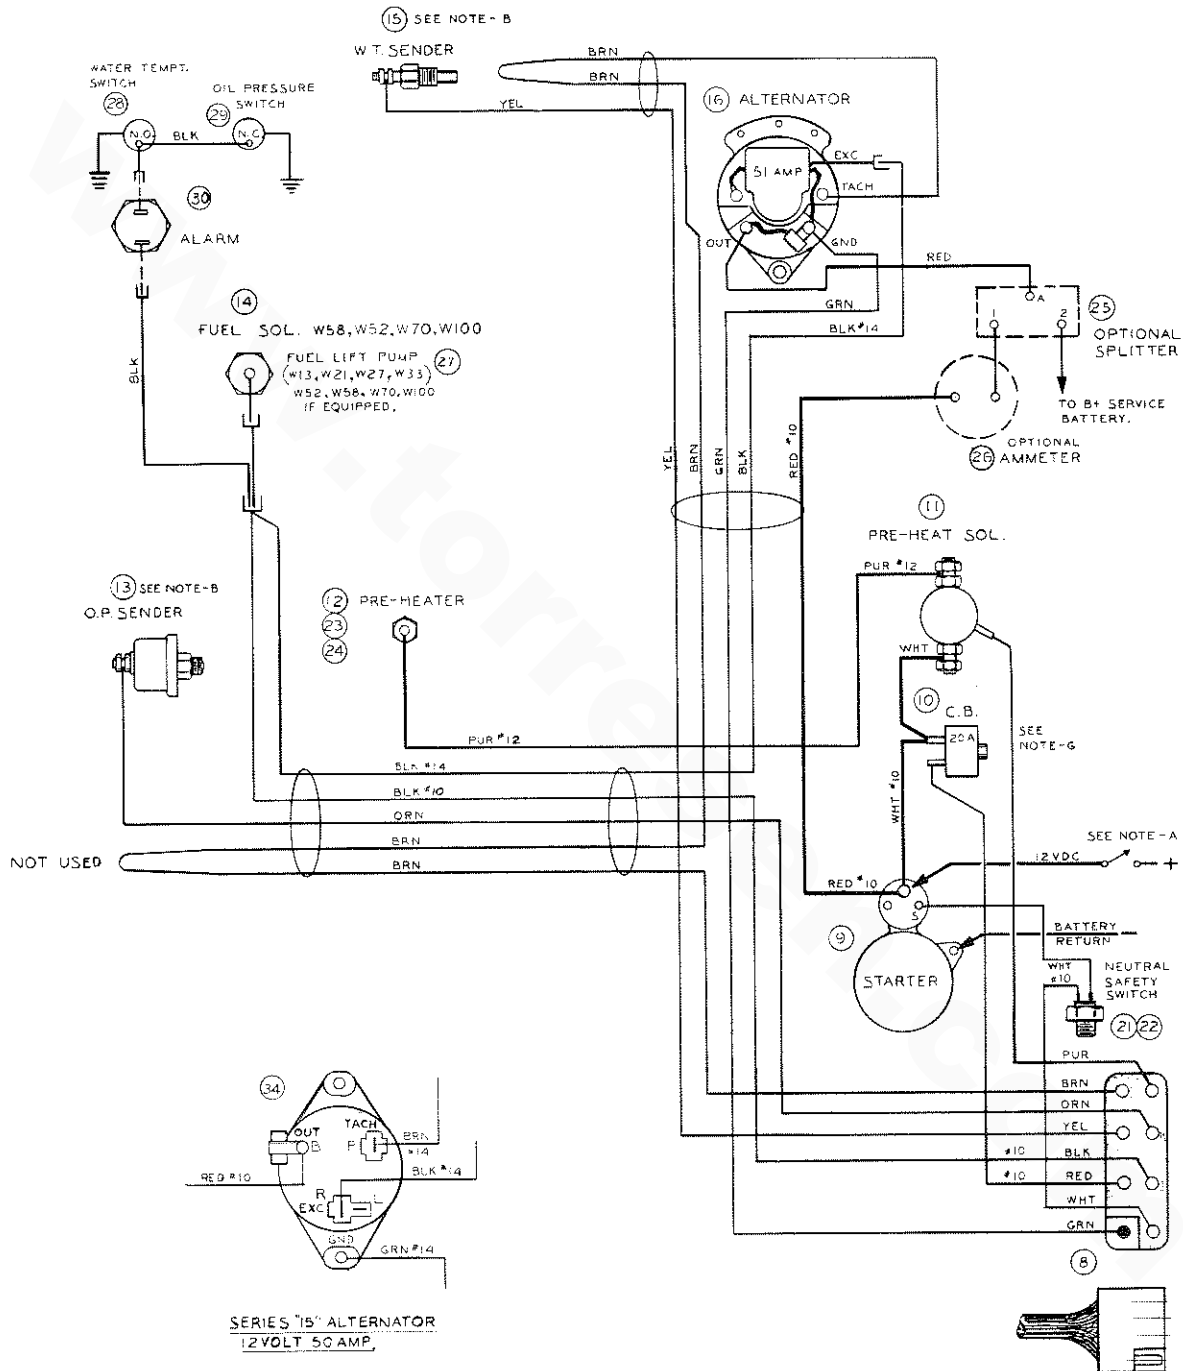 15 SEE NOTE-B
W.T. SENDER
WATER TEMPT.
SWITCH
28
OIL PRESSURE
SWITCH
29
N.O.
BLK
N.C.
30
ALARM
BRN
BRN
YEL
16 ALTERNATOR
51 AMP
EXC
TACH
OUT
GND
RED
GRN
BLK #14
A
1
2
25
OPTIONAL
SPLITTER
TO B+ SERVICE
BATTERY.
OPTIONAL
26 AMMETER
14
FUEL SOL. W58, W52, W70, W100
FUEL LIFT PUMP
27
(W13, W21, W27, W33)
W52, W58, W70, W100
IF EQUIPPED.
BLK
YEL
BRN
GRN
BLK
RED #10
11
PRE-HEAT SOL.
PUR #12
WHT
10
C.B.
20A
SEE
NOTE-G
WHT #10
13 SEE NOTE-B
O.P. SENDER
12 PRE-HEATER
23
24
PUR #12
BLK #14
BLK #10
ORN
BRN
BRN
NOT USED
SEE NOTE-A
12 VDC
+
RED #10
S
9
STARTER
BATTERY
RETURN
WHT
#10
NEUTRAL
SAFETY
SWITCH
21 22
PUR
BRN
ORN
YEL
#10 BLK
#10 RED
WHT
GRN
8
34
OUT
B
TACH
P
BRN
#14
BLK #14
RED #10
R
EXC
L
GND
GRN #14
SERIES "15" ALTERNATOR
12 VOLT 50 AMP.
www.torresen.com